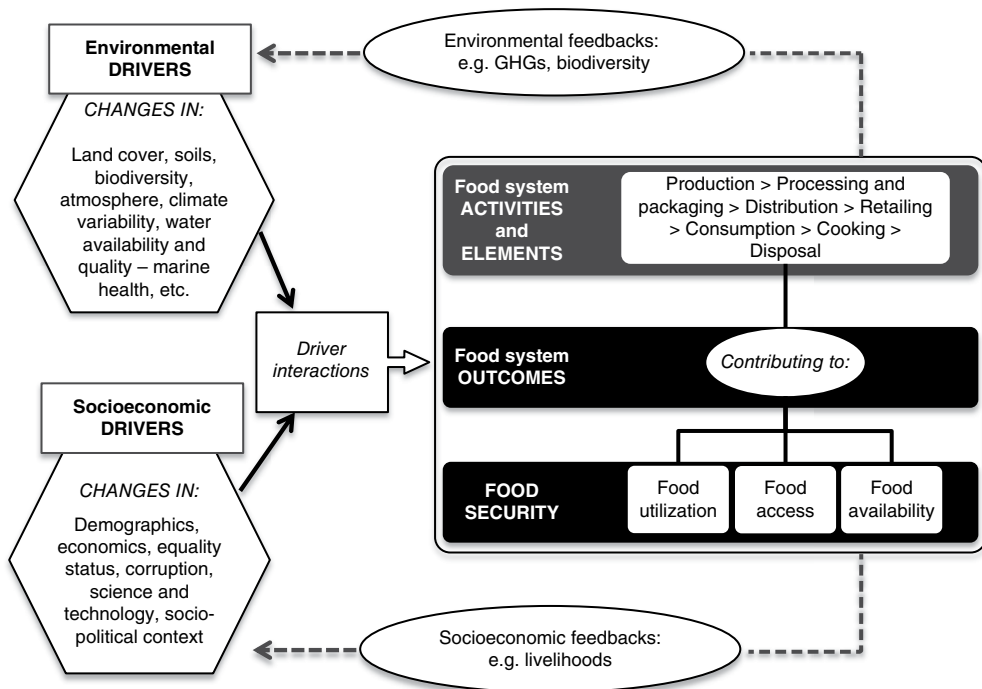 Environmental
DRIVERS
CHANGES IN:
Land cover, soils,
biodiversity,
atmosphere, climate
variability, water
availability and
quality – marine
health, etc.
Environmental feedbacks:
e.g. GHGs, biodiversity
Driver
interactions
Socioeconomic
DRIVERS
CHANGES IN:
Demographics,
economics, equality
status, corruption,
science and
technology, socio-
political context
Food system
ACTIVITIES
and
ELEMENTS
Production > Processing and
packaging > Distribution > Retailing
> Consumption > Cooking >
Disposal
Food system
OUTCOMES
Contributing to:
FOOD
SECURITY
Food
utilization
Food
access
Food
availability
Socioeconomic feedbacks:
e.g. livelihoods